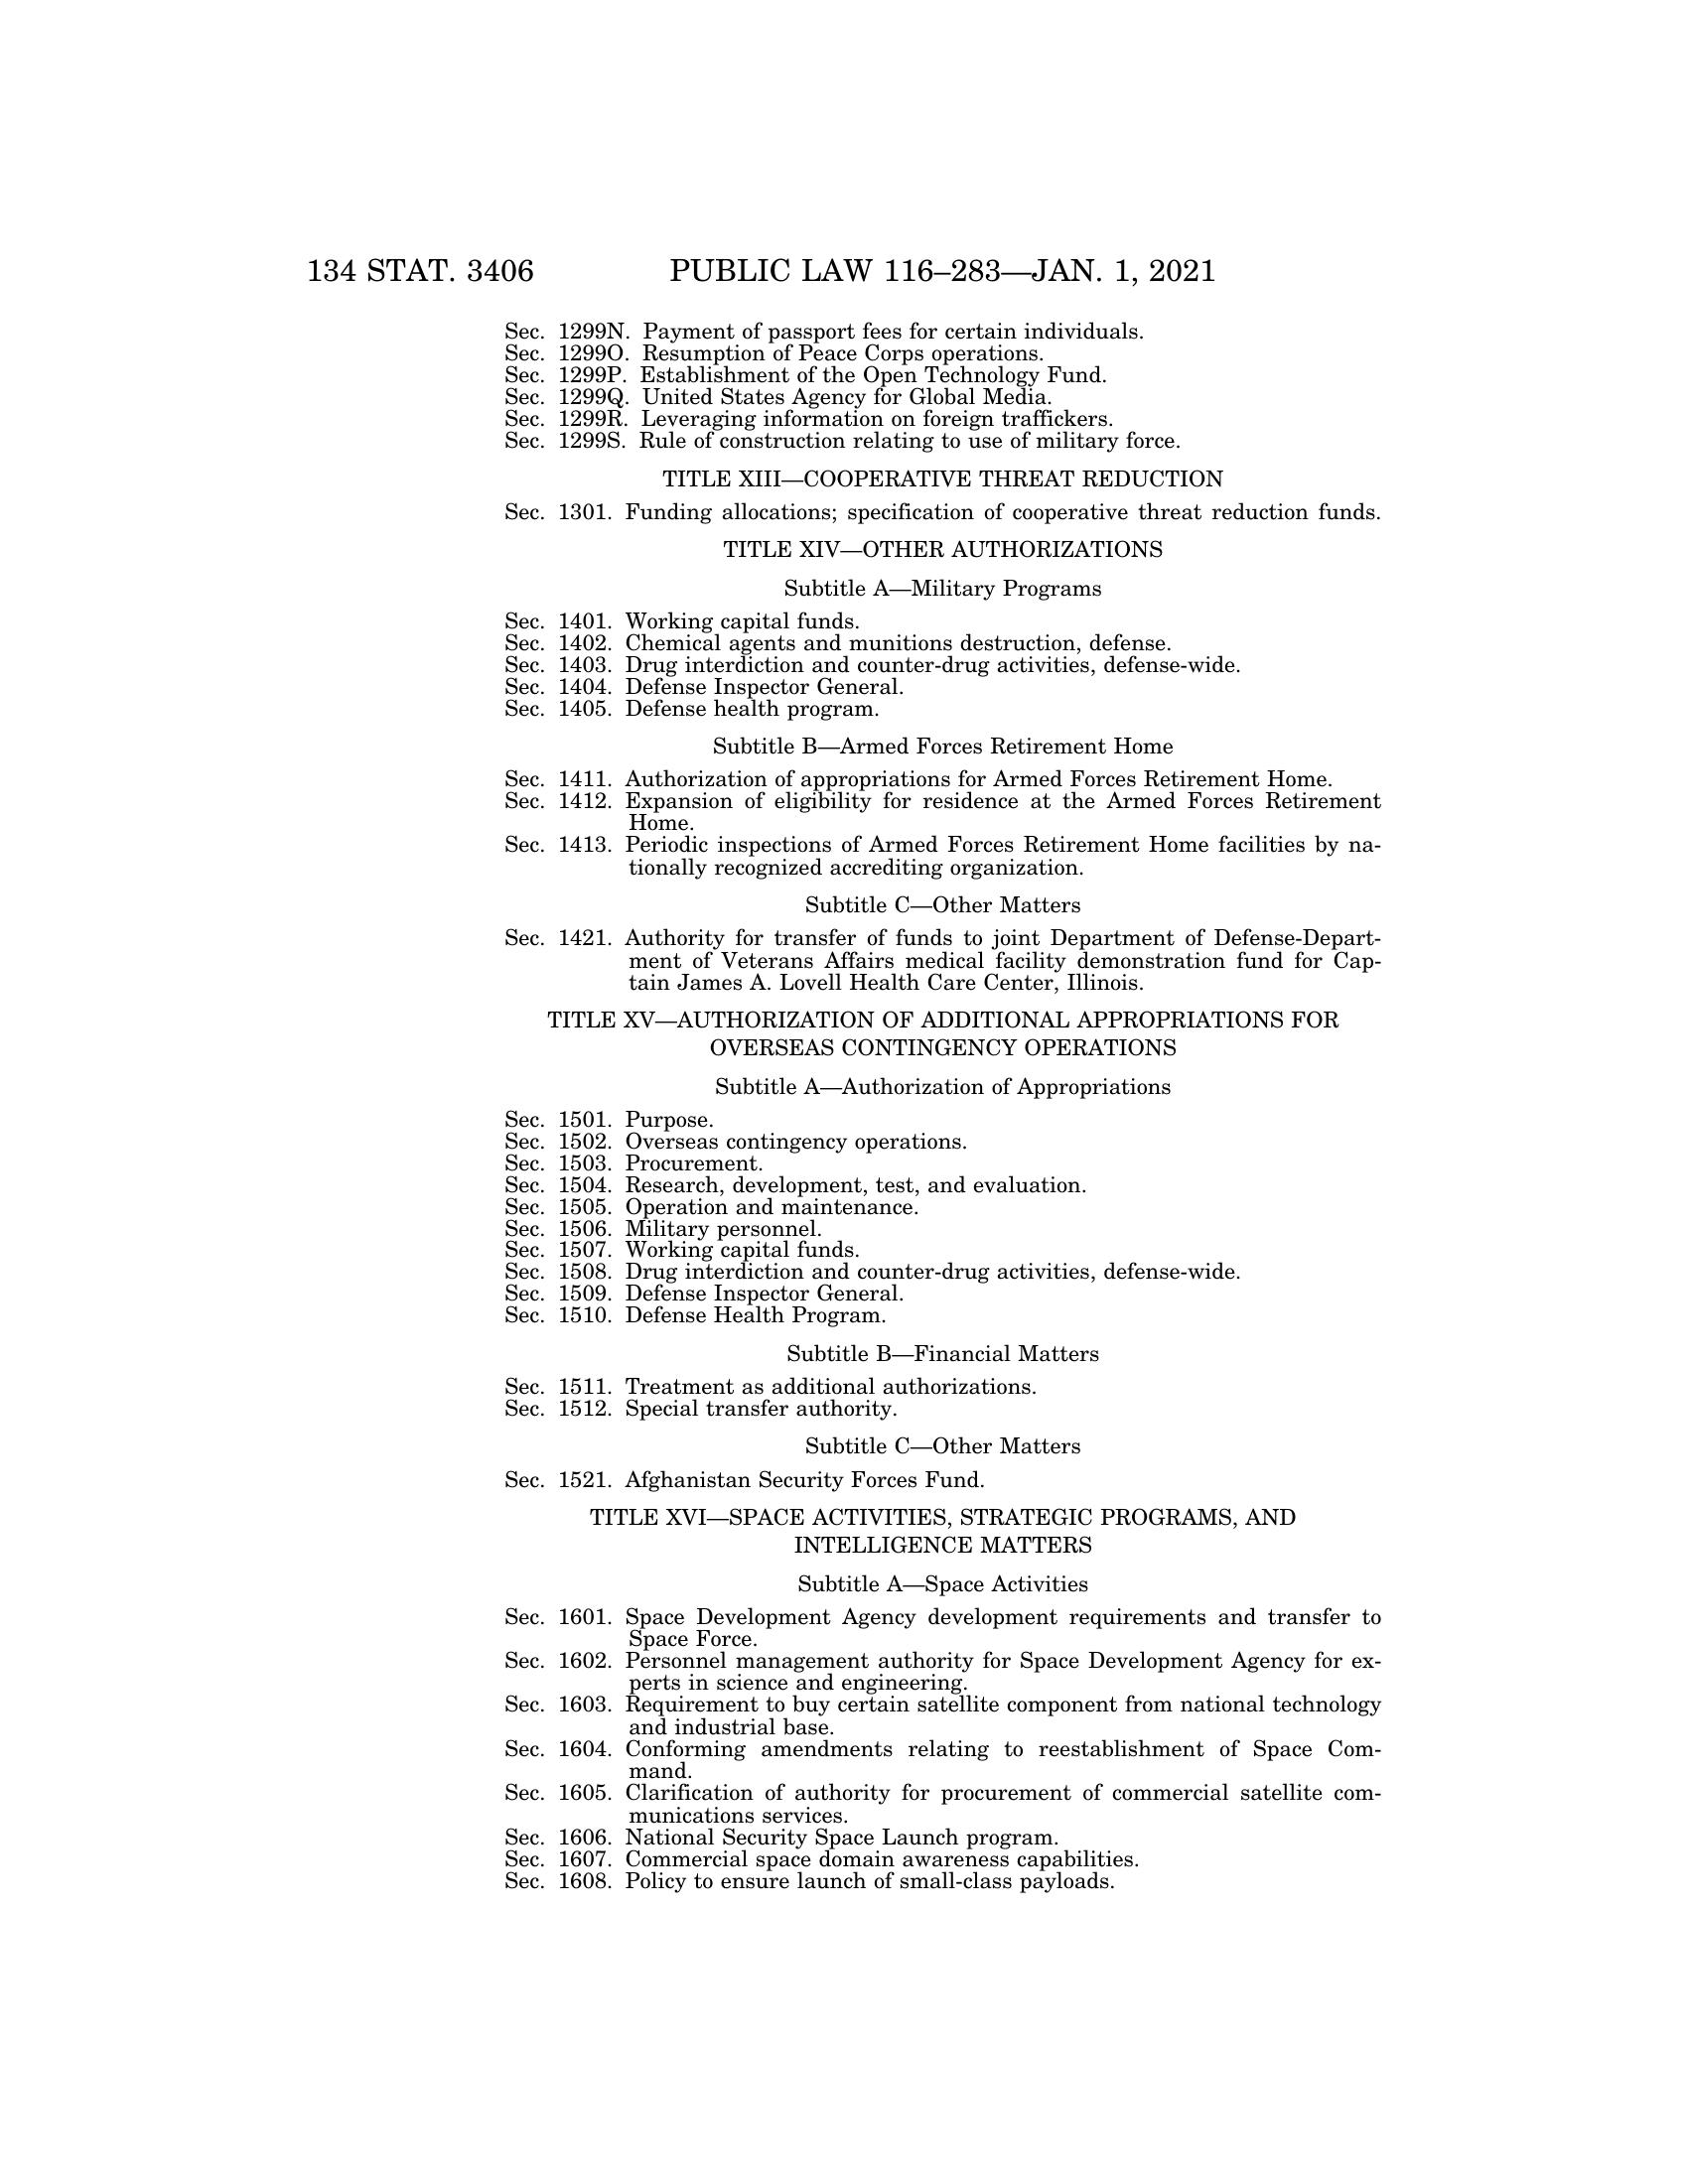 134 STAT. 3406 PUBLIC LAW 116–283—JAN. 1, 2021
Sec. 1299N. Payment of passport fees for certain individuals.
Sec. 1299O. Resumption of Peace Corps operations.
Sec. 1299P. Establishment of the Open Technology Fund.
Sec. 1299Q. United States Agency for Global Media.
Sec. 1299R. Leveraging information on foreign traffickers.
Sec. 1299S. Rule of construction relating to use of military force.
TITLE XIII—COOPERATIVE THREAT REDUCTION
Sec. 1301. Funding allocations; specification of cooperative threat reduction funds.
TITLE XIV—OTHER AUTHORIZATIONS
Subtitle A—Military Programs
Sec. 1401. Working capital funds.
Sec. 1402. Chemical agents and munitions destruction, defense.
Sec. 1403. Drug interdiction and counter-drug activities, defense-wide.
Sec. 1404. Defense Inspector General.
Sec. 1405. Defense health program.
Subtitle B—Armed Forces Retirement Home
Sec. 1411. Authorization of appropriations for Armed Forces Retirement Home.
Sec. 1412. Expansion of eligibility for residence at the Armed Forces Retirement
Home.
Sec. 1413. Periodic inspections of Armed Forces Retirement Home facilities by na-
tionally recognized accrediting organization.
Subtitle C—Other Matters
Sec. 1421. Authority for transfer of funds to joint Department of Defense-Depart-
ment of Veterans Affairs medical facility demonstration fund for Cap-
tain James A. Lovell Health Care Center, Illinois.
TITLE XV—AUTHORIZATION OF ADDITIONAL APPROPRIATIONS FOR
OVERSEAS CONTINGENCY OPERATIONS
Subtitle A—Authorization of Appropriations
Sec. 1501. Purpose.
Sec. 1502. Overseas contingency operations.
Sec. 1503. Procurement.
Sec. 1504. Research, development, test, and evaluation.
Sec. 1505. Operation and maintenance.
Sec. 1506. Military personnel.
Sec. 1507. Working capital funds.
Sec. 1508. Drug interdiction and counter-drug activities, defense-wide.
Sec. 1509. Defense Inspector General.
Sec. 1510. Defense Health Program.
Subtitle B—Financial Matters
Sec. 1511. Treatment as additional authorizations.
Sec. 1512. Special transfer authority.
Subtitle C—Other Matters
Sec. 1521. Afghanistan Security Forces Fund.
TITLE XVI—SPACE ACTIVITIES, STRATEGIC PROGRAMS, AND
INTELLIGENCE MATTERS
Subtitle A—Space Activities
Sec. 1601. Space Development Agency development requirements and transfer to
Space Force.
Sec. 1602. Personnel management authority for Space Development Agency for ex-
perts in science and engineering.
Sec. 1603. Requirement to buy certain satellite component from national technology
and industrial base.
Sec. 1604. Conforming amendments relating to reestablishment of Space Com-
mand.
Sec. 1605. Clarification of authority for procurement of commercial satellite com-
munications services.
Sec. 1606. National Security Space Launch program.
Sec. 1607. Commercial space domain awareness capabilities.
Sec. 1608. Policy to ensure launch of small-class payloads.